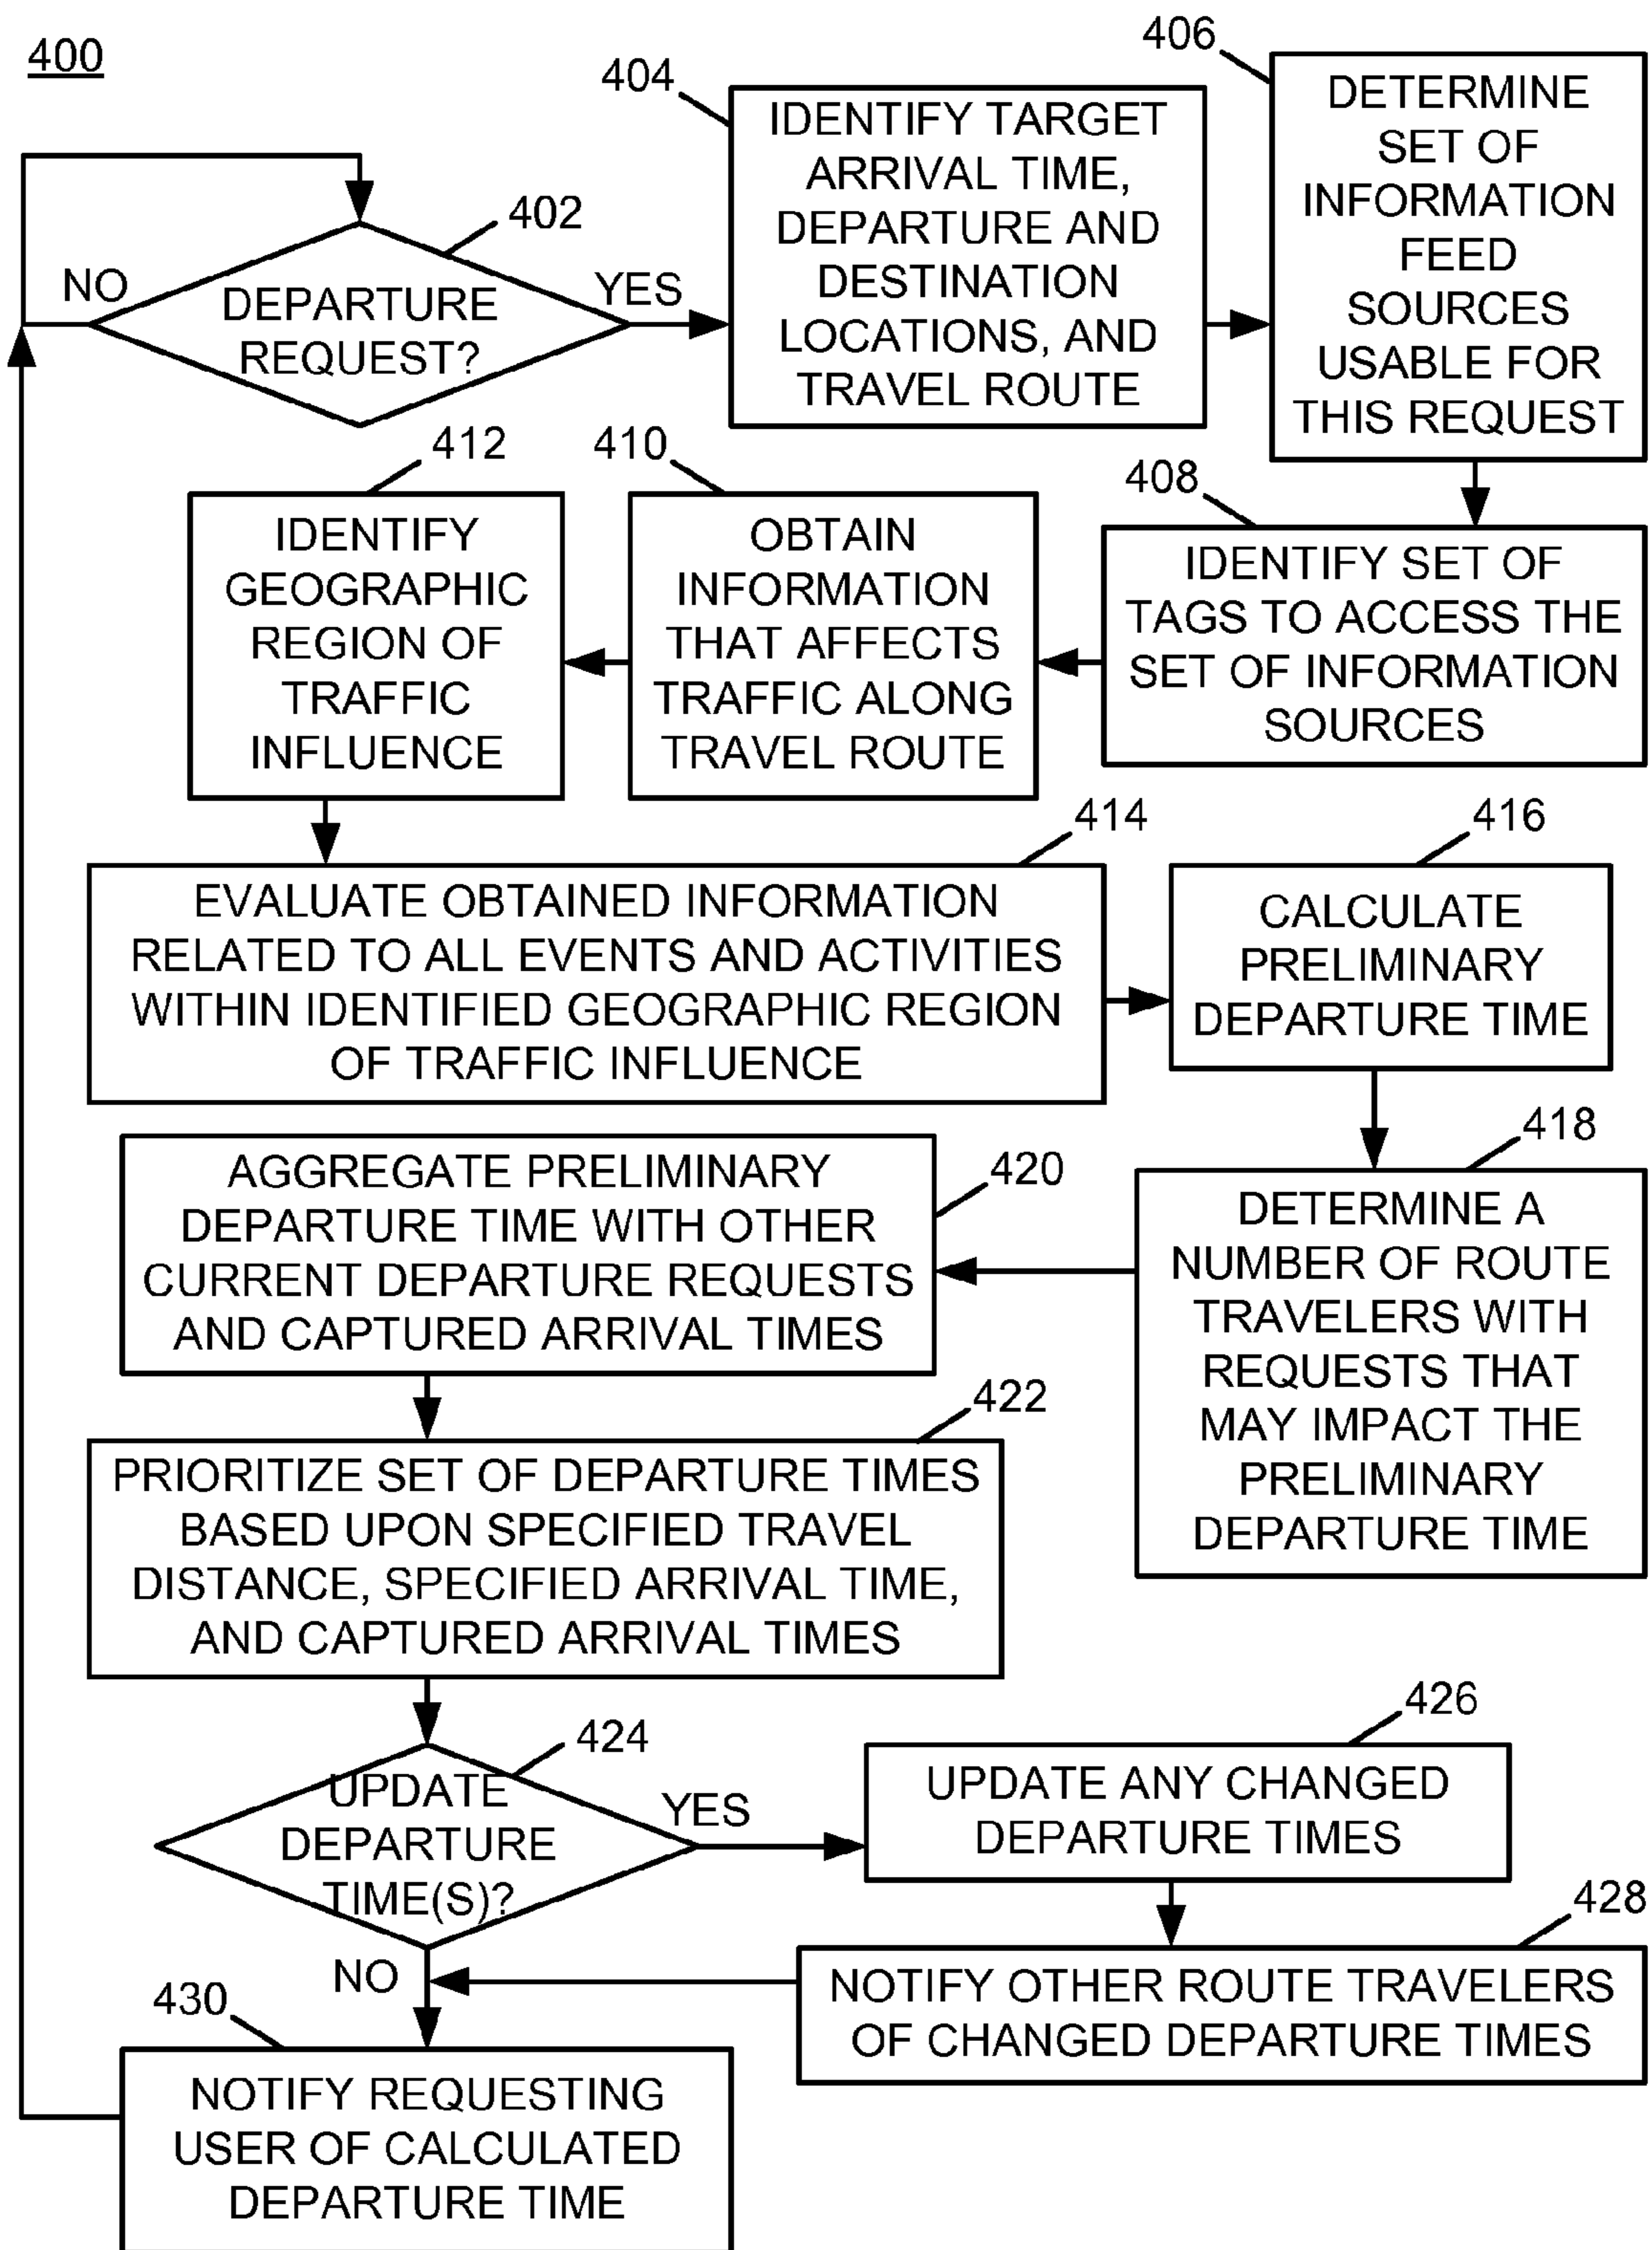 400
402
DEPARTURE
REQUEST?
NO
YES
404
IDENTIFY TARGET
ARRIVAL TIME,
DEPARTURE AND
DESTINATION
LOCATIONS, AND
TRAVEL ROUTE
406
DETERMINE
SET OF
INFORMATION
FEED
SOURCES
USABLE FOR
THIS REQUEST
408
IDENTIFY SET OF
TAGS TO ACCESS THE
SET OF INFORMATION
SOURCES
410
OBTAIN
INFORMATION
THAT AFFECTS
TRAFFIC ALONG
TRAVEL ROUTE
412
IDENTIFY
GEOGRAPHIC
REGION OF
TRAFFIC
INFLUENCE
414
EVALUATE OBTAINED INFORMATION
RELATED TO ALL EVENTS AND ACTIVITIES
WITHIN IDENTIFIED GEOGRAPHIC REGION
OF TRAFFIC INFLUENCE
416
CALCULATE
PRELIMINARY
DEPARTURE TIME
418
DETERMINE A
NUMBER OF ROUTE
TRAVELERS WITH
REQUESTS THAT
MAY IMPACT THE
PRELIMINARY
DEPARTURE TIME
420
AGGREGATE PRELIMINARY
DEPARTURE TIME WITH OTHER
CURRENT DEPARTURE REQUESTS
AND CAPTURED ARRIVAL TIMES
422
PRIORITIZE SET OF DEPARTURE TIMES
BASED UPON SPECIFIED TRAVEL
DISTANCE, SPECIFIED ARRIVAL TIME,
AND CAPTURED ARRIVAL TIMES
424
UPDATE
DEPARTURE
TIME(S)?
YES
NO
426
UPDATE ANY CHANGED
DEPARTURE TIMES
428
NOTIFY OTHER ROUTE TRAVELERS
OF CHANGED DEPARTURE TIMES
430
NOTIFY REQUESTING
USER OF CALCULATED
DEPARTURE TIME